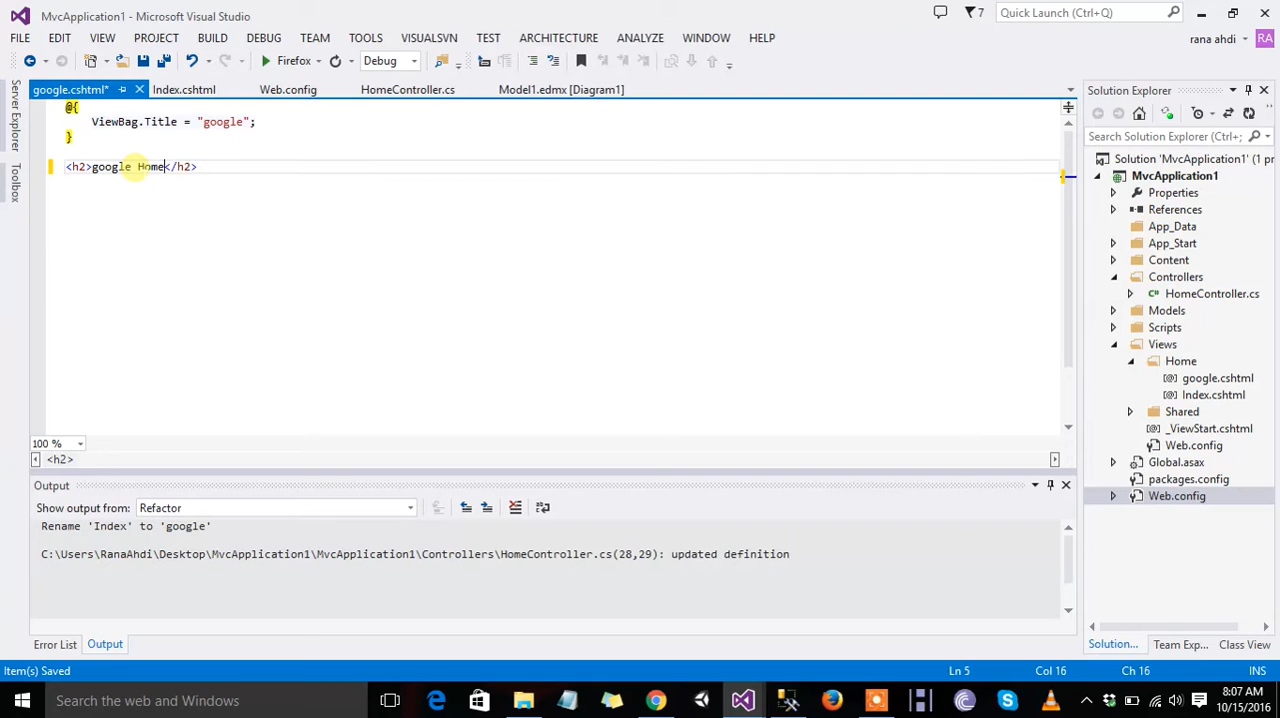 MvcApplication1 - Microsoft Visual Studio
7
Quick Launch (Ctrl+Q)
FILE EDIT VIEW PROJECT BUILD DEBUG TEAM TOOLS VISUALSVN TEST ARCHITECTURE ANALYZE WINDOW HELP
rana ahdi
RA
Firefox
Debug
Server Explorer
Toolbox
google.cshtml*
Index.cshtml
Web.config
HomeController.cs
Model1.edmx [Diagram1]
@{
ViewBag.Title = "google";
}
<h2>google Home</h2>
100 %
<h2>
Output
Show output from: Refactor
Rename 'Index' to 'google'
C:\Users\RanaAhdi\Desktop\MvcApplication1\MvcApplication1\Controllers\HomeController.cs(28,29): updated definition
Error List
Output
Solution Explorer
Search Solution Explorer (Ctrl+;)
Solution 'MvcApplication1' (1 pr
MvcApplication1
Properties
References
App_Data
App_Start
Content
Controllers
HomeController.cs
Models
Scripts
Views
Home
google.cshtml
Index.cshtml
Shared
_ViewStart.cshtml
Web.config
Global.asax
packages.config
Web.config
Solution...
Team Exp...
Class View
Item(s) Saved
Ln 5
Col 16
Ch 16
INS
Search the web and Windows
8:07 AM
10/15/2016